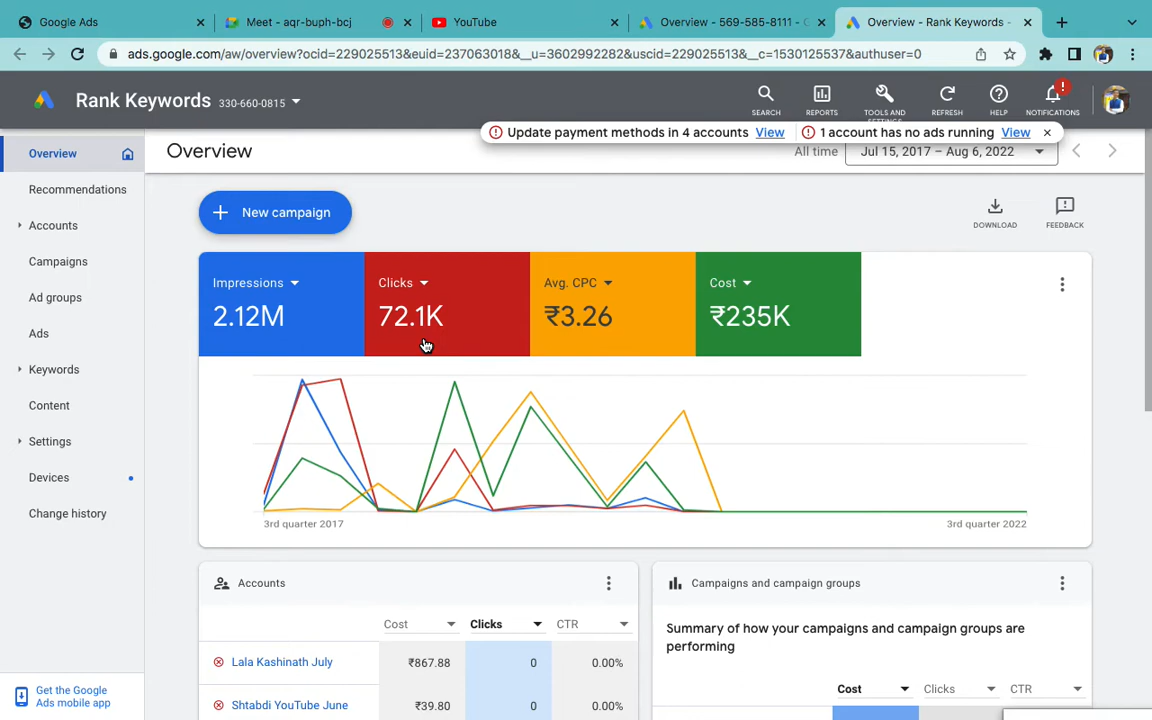 Google Ads
Meet - aqr-buph-bcj
YouTube
Overview - 569-585-8111 - G
Overview - Rank Keywords -
ads.google.com/aw/overview?ocid=229025513&euid=237063018&__u=3602992282&uscid=229025513&__c=1530125537&authuser=0
Rank Keywords 330-660-0815
SEARCH
REPORTS
TOOLS AND
SETTINGS
REFRESH
HELP
NOTIFICATIONS
Update payment methods in 4 accounts View
1 account has no ads running View
Overview
Recommendations
Accounts
Campaigns
Ad groups
Ads
Keywords
Content
Settings
Devices
Change history
Get the Google
Ads mobile app
Overview
All time Jul 15, 2017 – Aug 6, 2022
New campaign
DOWNLOAD
FEEDBACK
Impressions
2.12M
Clicks
72.1K
Avg. CPC
₹3.26
Cost
₹235K
3rd quarter 2017
3rd quarter 2022
Accounts
Cost Clicks CTR
Lala Kashinath July ₹867.88 0 0.00%
Shtabdi YouTube June ₹39.80 0 0.00%
Campaigns and campaign groups
Summary of how your campaigns and campaign groups are
performing
Cost Clicks CTR